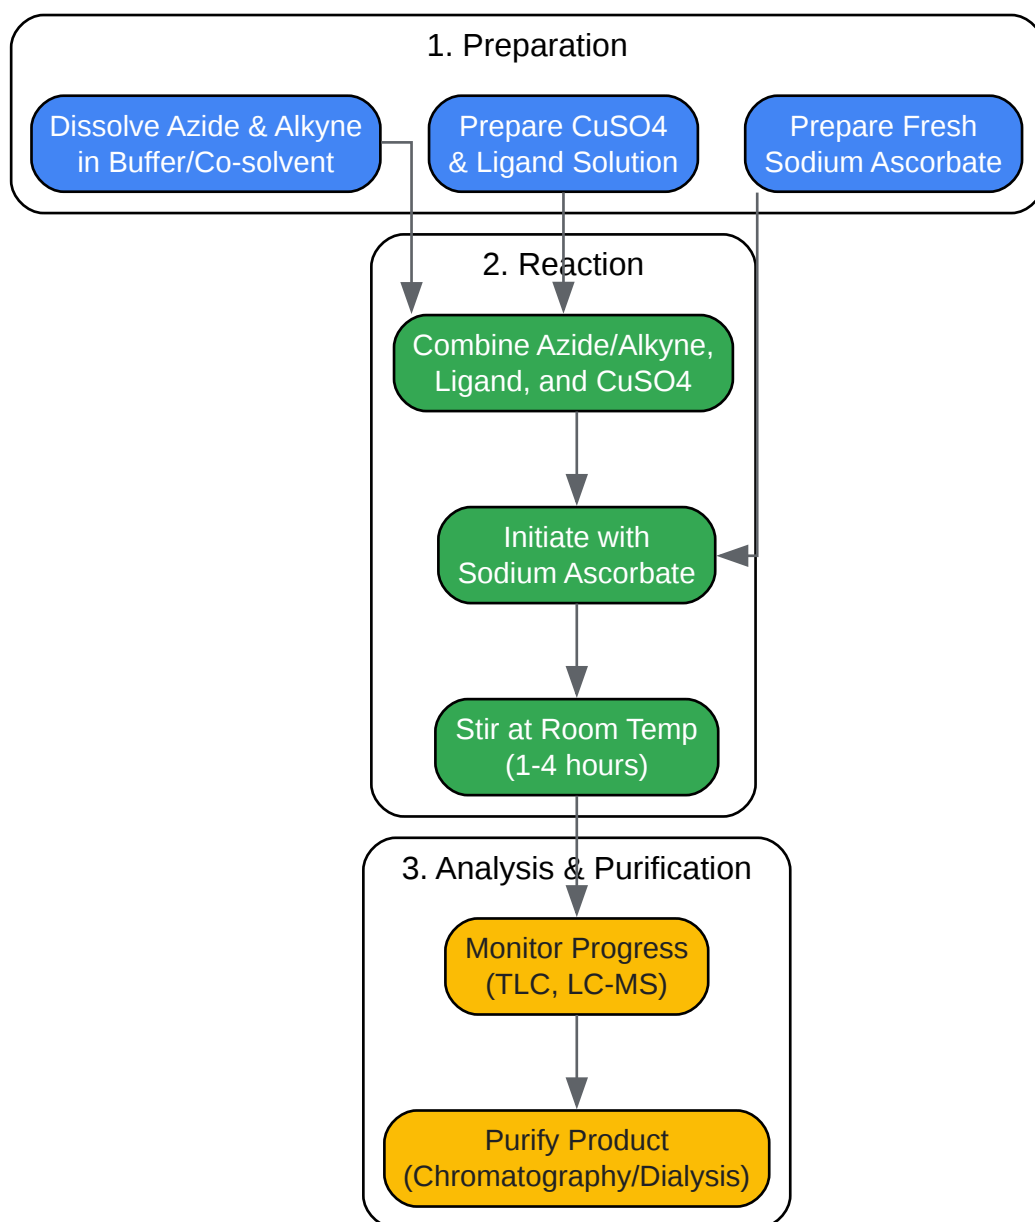 1. Preparation
Dissolve Azide & Alkyne
in Buffer/Co-solvent
Prepare CuSO4
& Ligand Solution
Prepare Fresh
Sodium Ascorbate
2. Reaction
Combine Azide/Alkyne,
Ligand, and CuSO4
Initiate with
Sodium Ascorbate
Stir at Room Temp
(1-4 hours)
3. Analysis & Purification
Monitor Progress
(TLC, LC-MS)
Purify Product
(Chromatography/Dialysis)